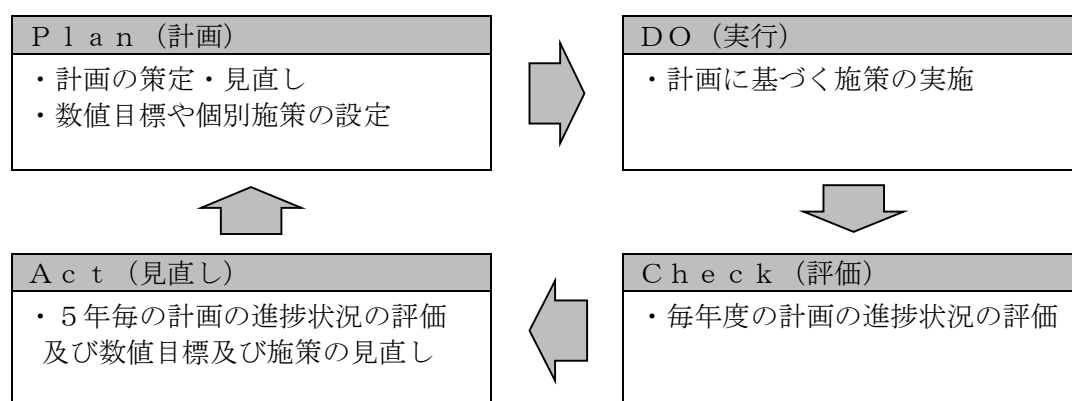 Ｐｌａｎ（計画）
・計画の策定・見直し
・数値目標や個別施策の設定
ＤＯ（実行）
・計画に基づく施策の実施
Ａｃｔ（見直し）
・５年毎の計画の進捗状況の評価
及び数値目標及び施策の見直し
Ｃｈｅｃｋ（評価）
・毎年度の計画の進捗状況の評価